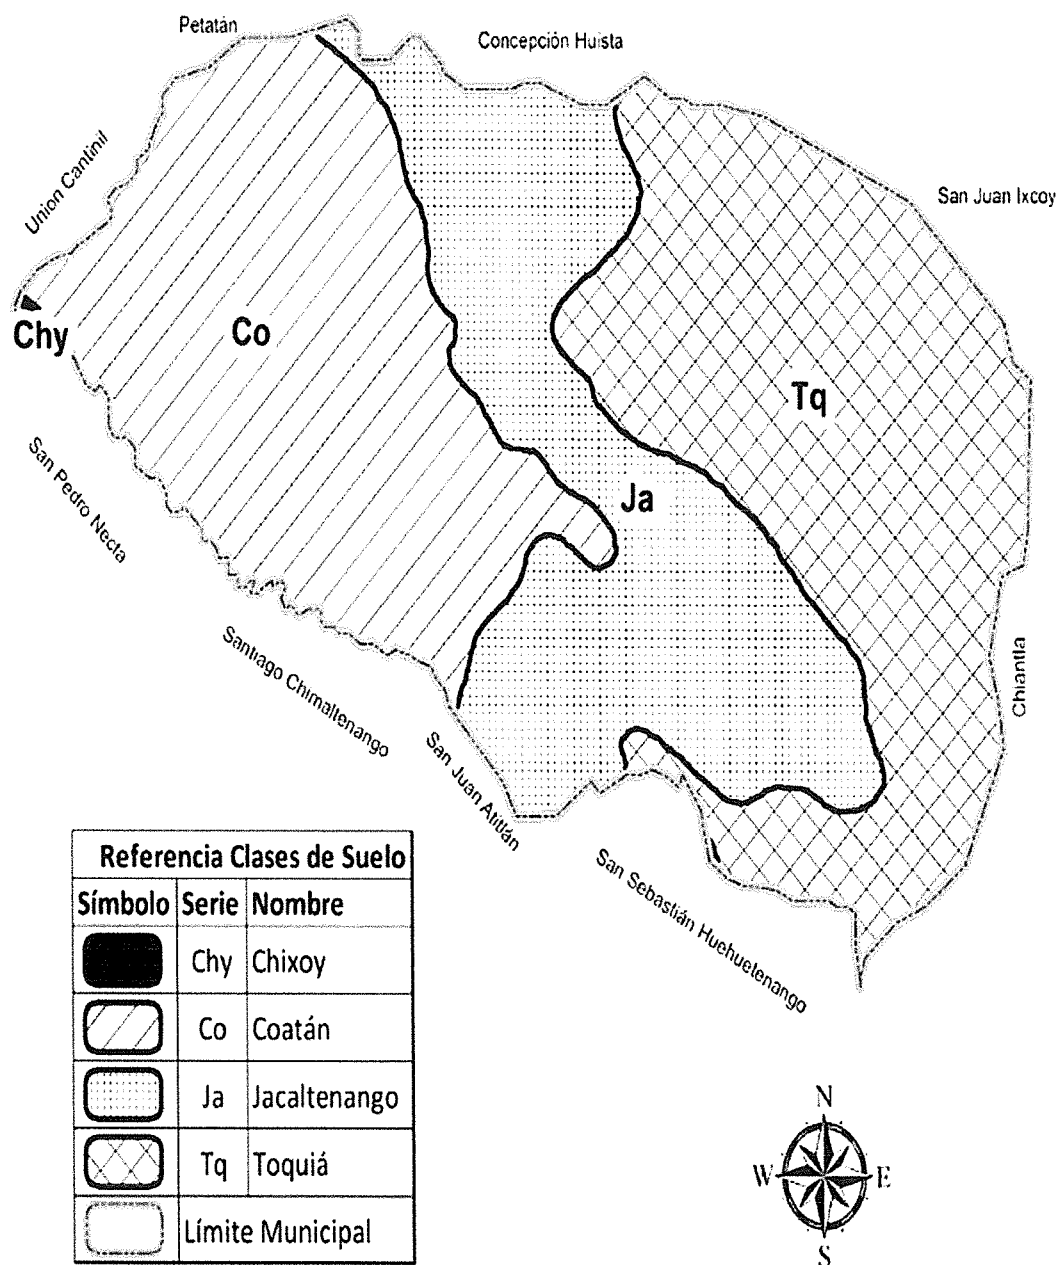 Petatán
Concepción Huista
Union Cantinil
San Juan Ixcoy
Chy
Co
Tq
San Pedro Necta
Ja
Santiago Chimaltenango
Chiantla
San Juan Atitlán
San Sebastián Huehuetenango
Referencia Clases de Suelo
Símbolo Serie Nombre
Chy Chixoy
Co Coatán
Ja Jacaltenango
Tq Toquiá
Límite Municipal
N
W E
S